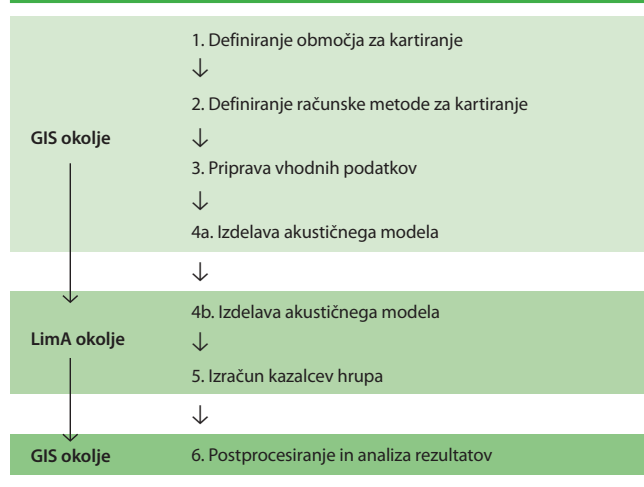 1. Definiranje območja za kartiranje
↓
2. Definiranje računske metode za kartiranje
GIS okolje
↓
3. Priprava vhodnih podatkov
↓
4a. Izdelava akustičnega modela
↓
4b. Izdelava akustičnega modela
LimA okolje
↓
5. Izračun kazalcev hrupa
↓
GIS okolje 6. Postprocesiranje in analiza rezultatov